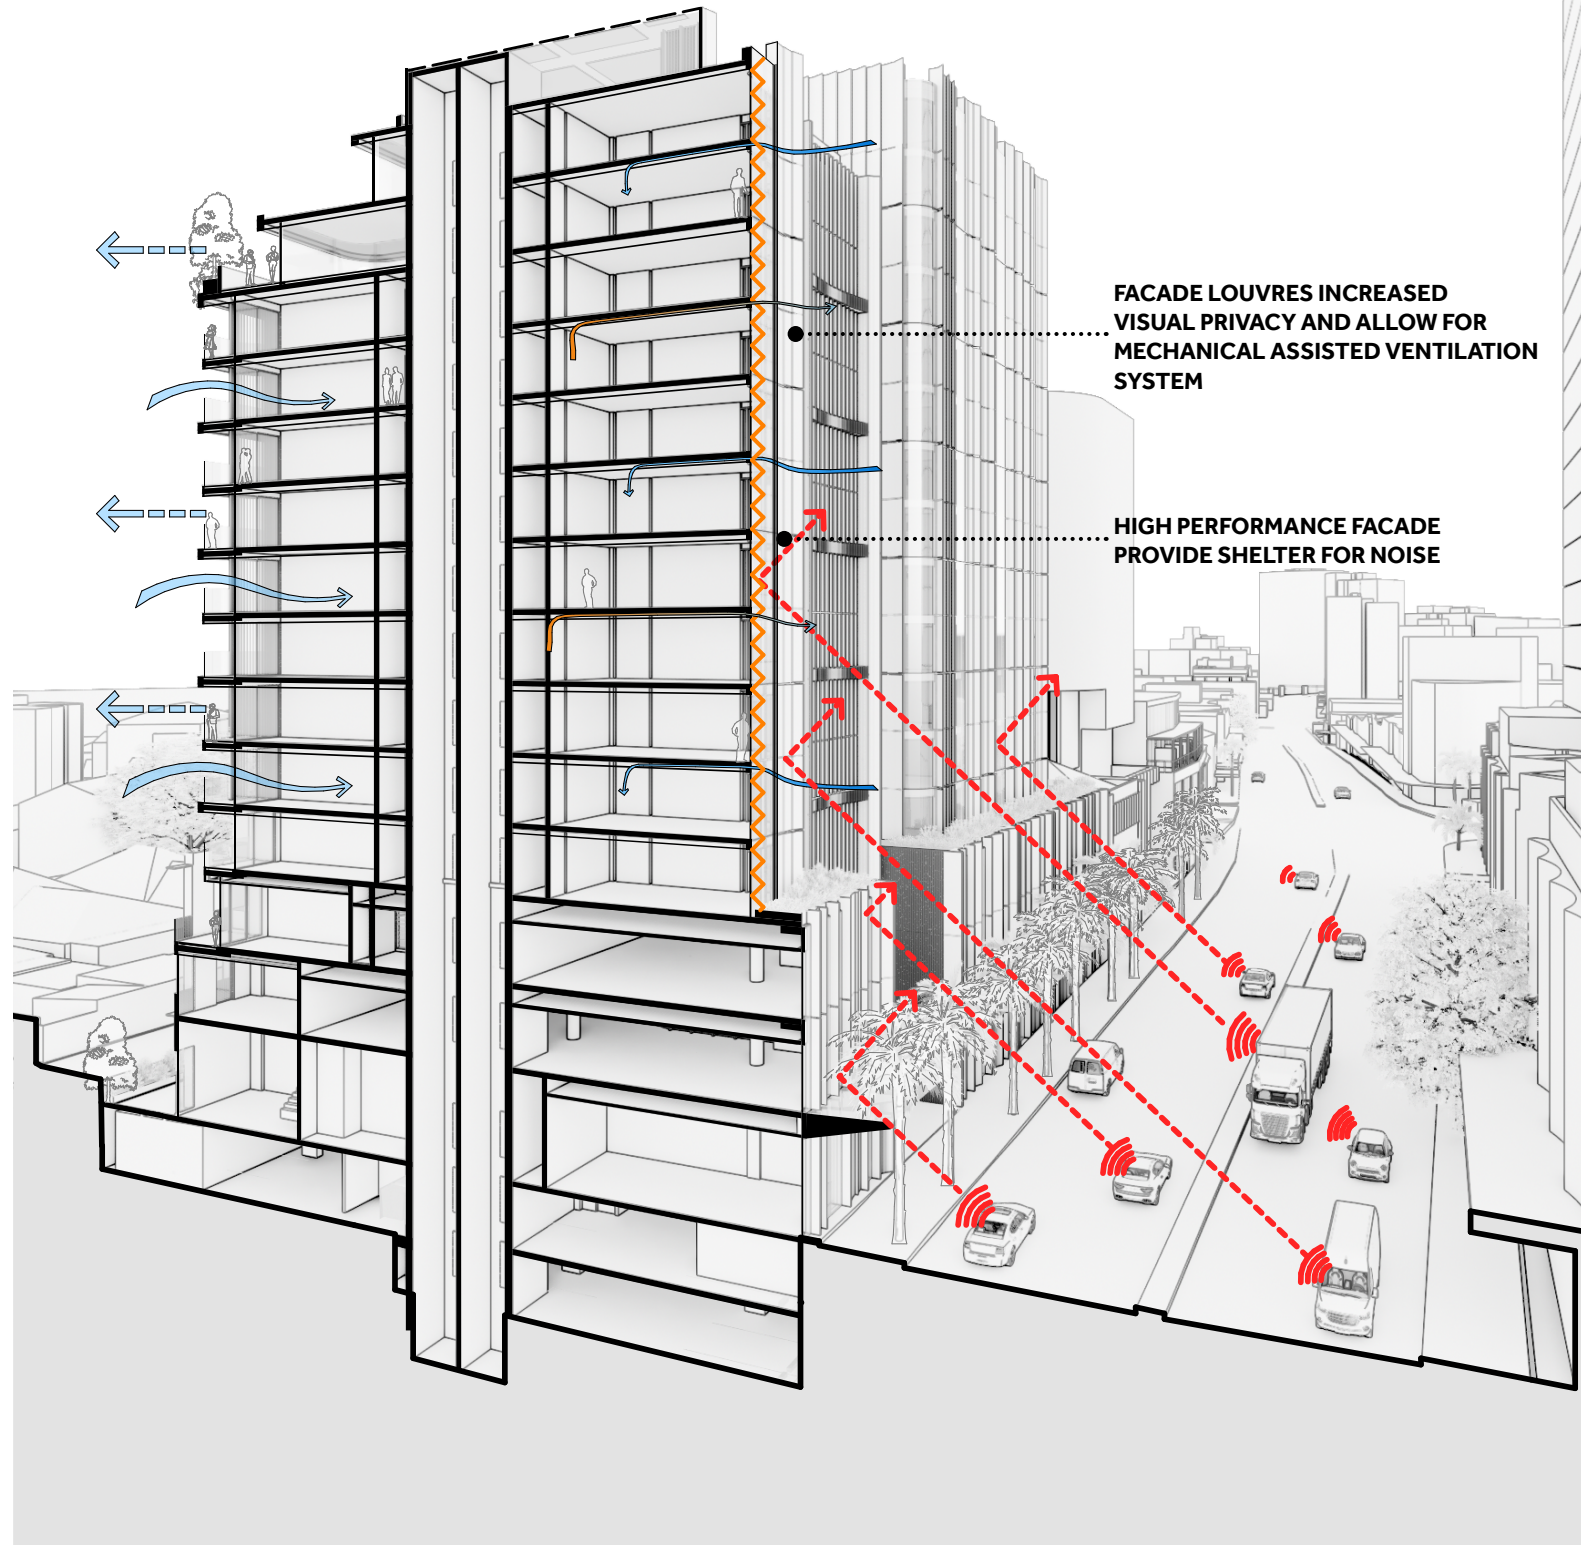 FACADE LOUVRES INCREASED
VISUAL PRIVACY AND ALLOW FOR
MECHANICAL ASSISTED VENTILATION
SYSTEM
HIGH PERFORMANCE FACADE
PROVIDE SHELTER FOR NOISE